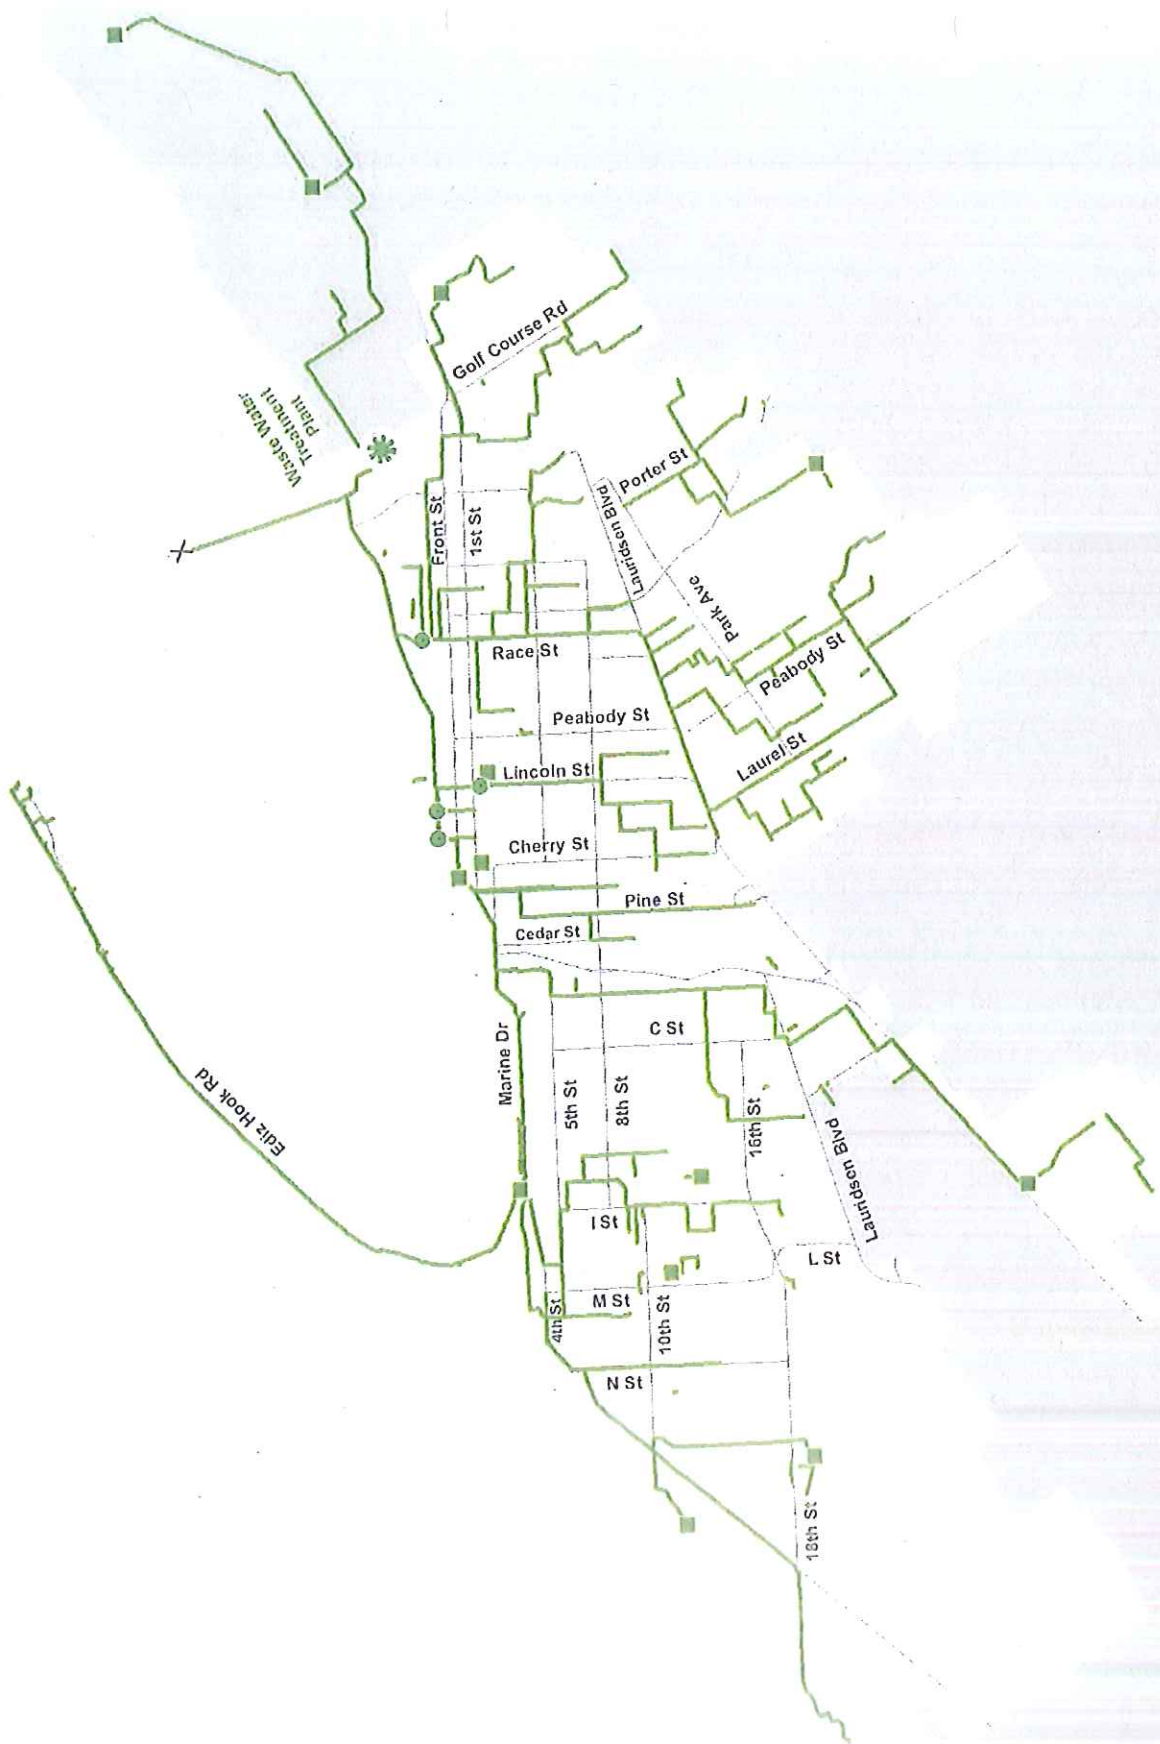 Golf Course Rd
Waste Water
Treatment
Plant
Porter St
Front St
1st St
Lauridsen Blvd
Park Ave
Race St
Peabody St
Peabody St
Laurel St
Lincoln St
Cherry St
Pine St
Cedar St
C St
Marine Dr
5th St
8th St
16th St
Ediz Hook Rd
Lauridsen Blvd
I St
L St
M St
4th St
10th St
N St
18th St